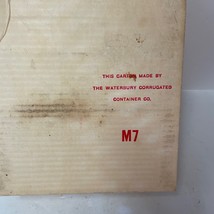 THIS CARTON MADE BY
THE WATERBURY CORRUGATED
CONTAINER CO.
M7